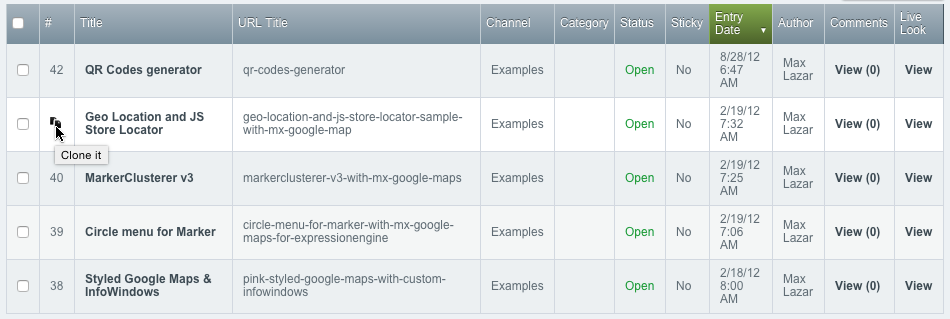 # Title URL Title Channel Category Status Sticky Entry Date ▼ Author Comments Live Look
42 QR Codes generator qr-codes-generator Examples Open No 8/28/12 6:47 AM Max Lazar View (0) View
Geo Location and JS Store Locator geo-location-and-js-store-locator-sample-with-mx-google-map Examples Open No 2/19/12 7:32 AM Max Lazar View (0) View
Clone it
40 MarkerClusterer v3 markerclusterer-v3-with-mx-google-maps Examples Open No 2/19/12 7:25 AM Max Lazar View (0) View
39 Circle menu for Marker circle-menu-for-marker-with-mx-google-maps-for-expressionengine Examples Open No 2/19/12 7:06 AM Max Lazar View (0) View
38 Styled Google Maps & InfoWindows pink-styled-google-maps-with-custom-infowindows Examples Open No 2/18/12 8:00 AM Max Lazar View (0) View